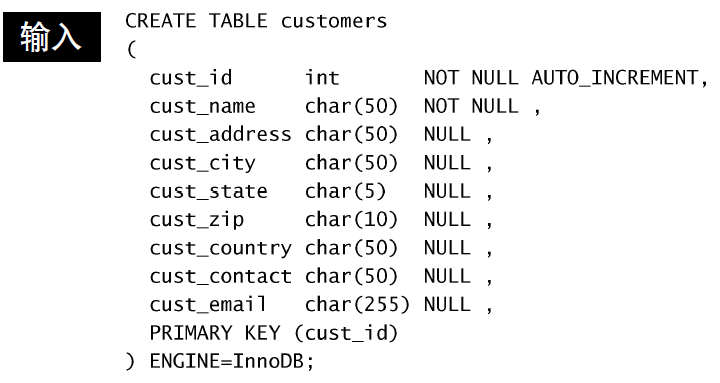 输入
CREATE TABLE customers
(
  cust_id      int       NOT NULL AUTO_INCREMENT,
  cust_name    char(50)  NOT NULL ,
  cust_address char(50)  NULL ,
  cust_city    char(50)  NULL ,
  cust_state   char(5)   NULL ,
  cust_zip     char(10)  NULL ,
  cust_country char(50)  NULL ,
  cust_contact char(50)  NULL ,
  cust_email   char(255) NULL ,
  PRIMARY KEY (cust_id)
) ENGINE=InnoDB;